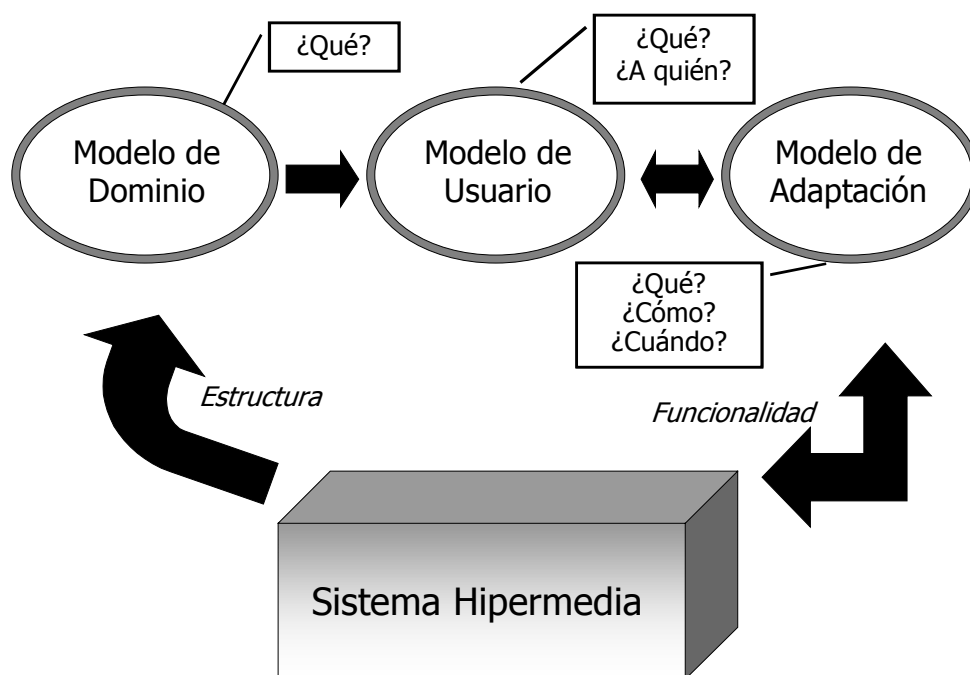 ¿Qué?
¿Qué?
¿A quién?
Modelo de
Dominio
Modelo de
Usuario
Modelo de
Adaptación
¿Qué?
¿Cómo?
¿Cuándo?
Estructura
Funcionalidad
Sistema Hipermedia